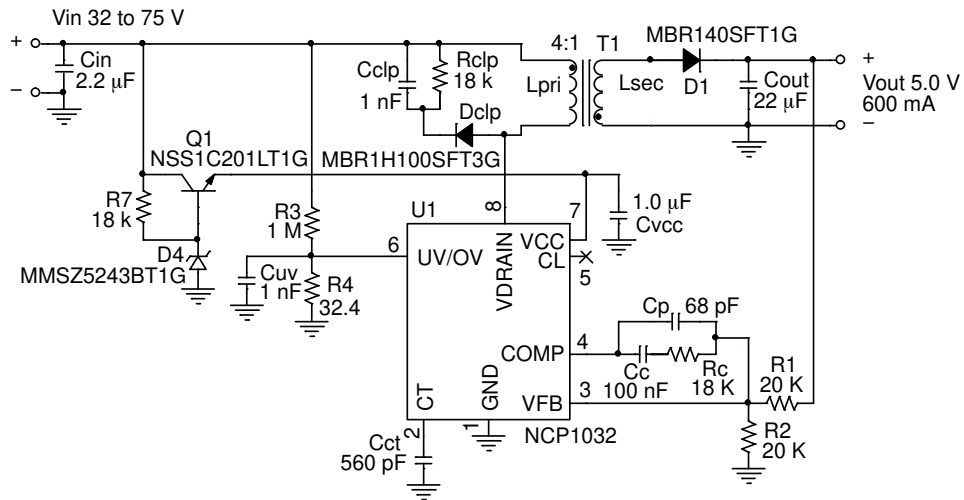 Vin 32 to 75 V
+
−
Cin
2.2 μF
Cclp
1 nF
Rclp
18 k
4:1
T1
Lpri
Lsec
MBR140SFT1G
D1
Cout
22 μF
+
Vout 5.0 V
600 mA
−
Dclp
MBR1H100SFT3G
Q1
NSS1C201LT1G
R7
18 k
D4
MMSZ5243BT1G
R3
1 M
Cuv
1 nF
R4
32.4
U1
8
7
1.0 μF
Cvcc
6
UV/OV
VDRAIN
VCC
CL
5
COMP
4
Cp
68 pF
Cc
100 nF
Rc
18 K
VFB
3
R1
20 K
R2
20 K
CT
GND
2
1
NCP1032
Cct
560 pF